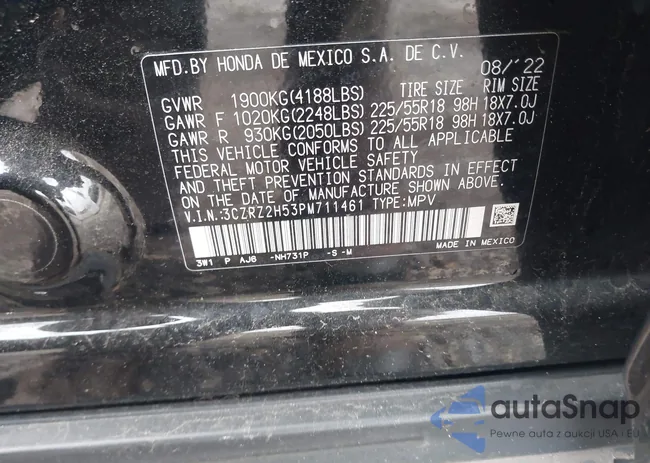 MFD.BY HONDA DE MEXICO S.A. DE C.V. 08/'22
GVWR 1900KG(4188LBS) TIRE SIZE RIM SIZE
GAWR F 1020KG(2248LBS) 225/55R18 98H 18X7.0J
GAWR R 930KG(2050LBS) 225/55R18 98H 18X7.0J
THIS VEHICLE CONFORMS TO ALL APPLICABLE
FEDERAL MOTOR VEHICLE SAFETY
AND THEFT PREVENTION STANDARDS IN EFFECT
ON THE DATE OF MANUFACTURE SHOWN ABOVE.
V.I.N.:3CZRZ2H53PM711461 TYPE:MPV
3W1 P AJ6 -NH731P -S-M MADE IN MEXICO
autaSnap
Pewne auta z aukcji USA i EU